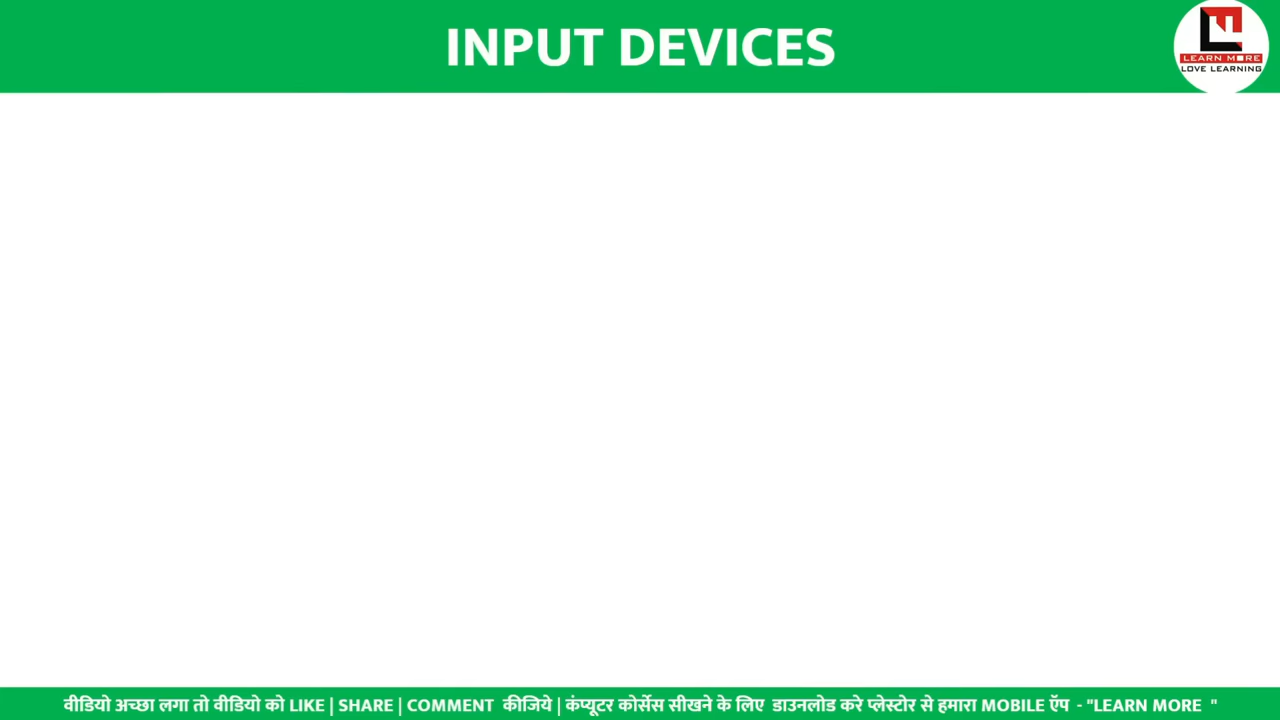 INPUT DEVICES
LEARN MORE
LOVE LEARNING
वीडियो अच्छा लगा तो वीडियो को LIKE | SHARE | COMMENT कीजिये | कंप्यूटर कोर्सेस सीखने के लिए डाउनलोड करे प्लेस्टोर से हमारा MOBILE ऍप - "LEARN MORE "